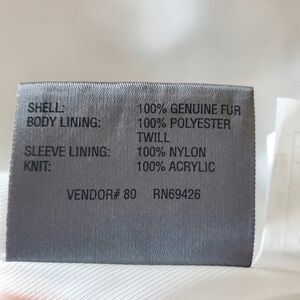 SHELL: 100% GENUINE FUR
BODY LINING: 100% POLYESTER
TWILL
SLEEVE LINING: 100% NYLON
KNIT: 100% ACRYLIC
VENDOR# 80 RN69426